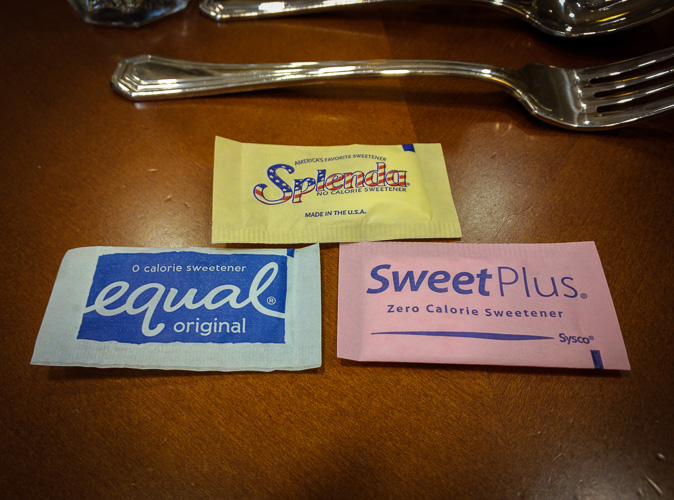 AMERICA'S FAVORITE SWEETENER
Splenda®
NO CALORIE SWEETENER
MADE IN THE U.S.A.
0 calorie sweetener
equal®
original
SweetPlus®
Zero Calorie Sweetener
Sysco®